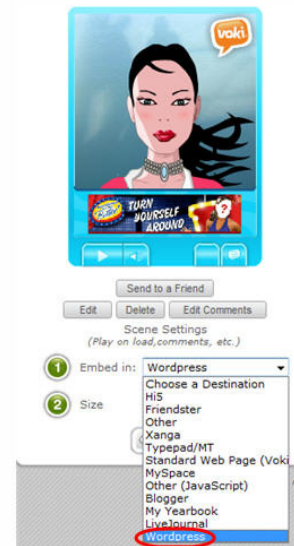 voki
TURN
YOURSELF
AROUND
Send to a Friend
Edit Delete Edit Comments
Scene Settings
(Play on load,comments, etc.)
1 Embed in: Wordpress
2 Size
Choose a Destination
Hi5
Friendster
Other
Xanga
Typepad/MT
Standard Web Page (Voki
MySpace
Other (JavaScript)
Blogger
My Yearbook
LiveJournal
Wordpress